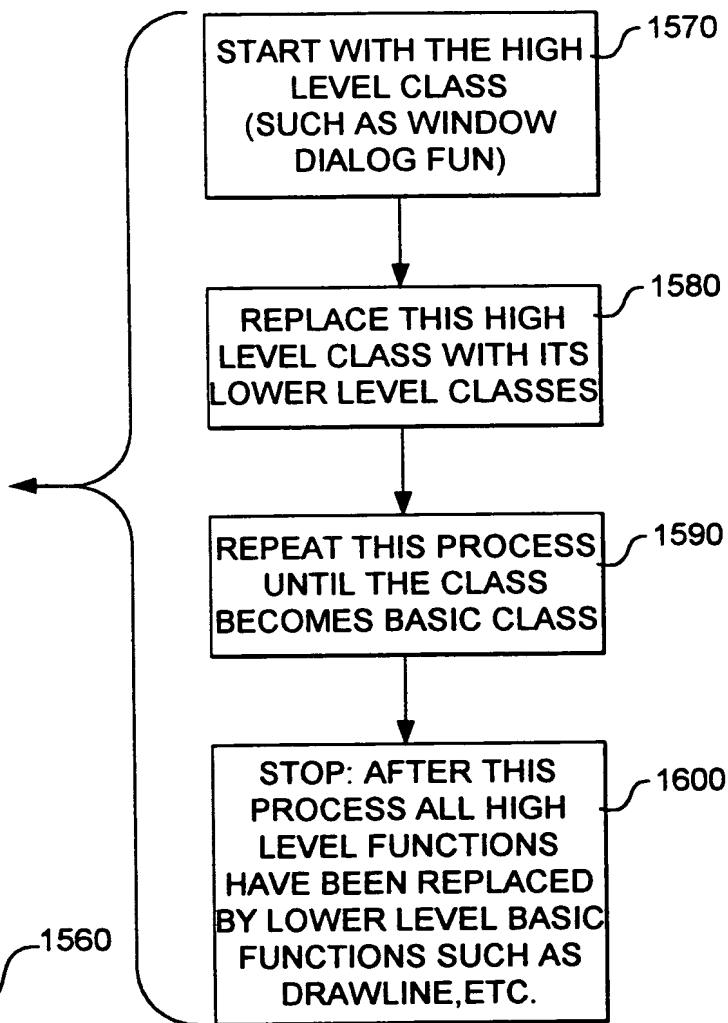 1570
START WITH THE HIGH
LEVEL CLASS
(SUCH AS WINDOW
DIALOG FUN)
1580
REPLACE THIS HIGH
LEVEL CLASS WITH ITS
LOWER LEVEL CLASSES
1590
REPEAT THIS PROCESS
UNTIL THE CLASS
BECOMES BASIC CLASS
1600
STOP: AFTER THIS
PROCESS ALL HIGH
LEVEL FUNCTIONS
HAVE BEEN REPLACED
BY LOWER LEVEL BASIC
FUNCTIONS SUCH AS
DRAWLINE,ETC.
1560